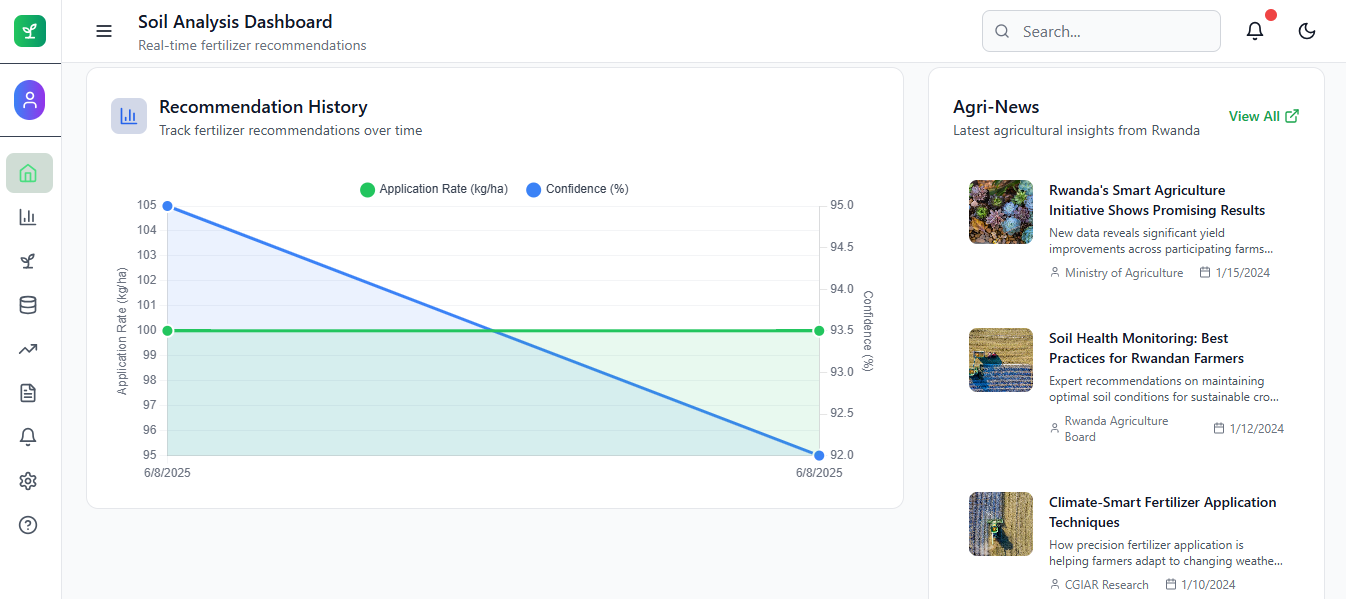 Soil Analysis Dashboard
Real-time fertilizer recommendations
Search...
Recommendation History
Track fertilizer recommendations over time
Application Rate (kg/ha)
Confidence (%)
Application Rate (kg/ha)
105
104
103
102
101
100
99
98
97
96
95
95.0
94.5
94.0
93.5
93.0
92.5
92.0
Confidence (%)
6/8/2025
6/8/2025
Agri-News
Latest agricultural insights from Rwanda
View All
Rwanda's Smart Agriculture
Initiative Shows Promising Results
New data reveals significant yield
improvements across participating farms...
Ministry of Agriculture
1/15/2024
Soil Health Monitoring: Best
Practices for Rwandan Farmers
Expert recommendations on maintaining
optimal soil conditions for sustainable cro...
Rwanda Agriculture
Board
1/12/2024
Climate-Smart Fertilizer Application
Techniques
How precision fertilizer application is
helping farmers adapt to changing weathe...
CGIAR Research
1/10/2024